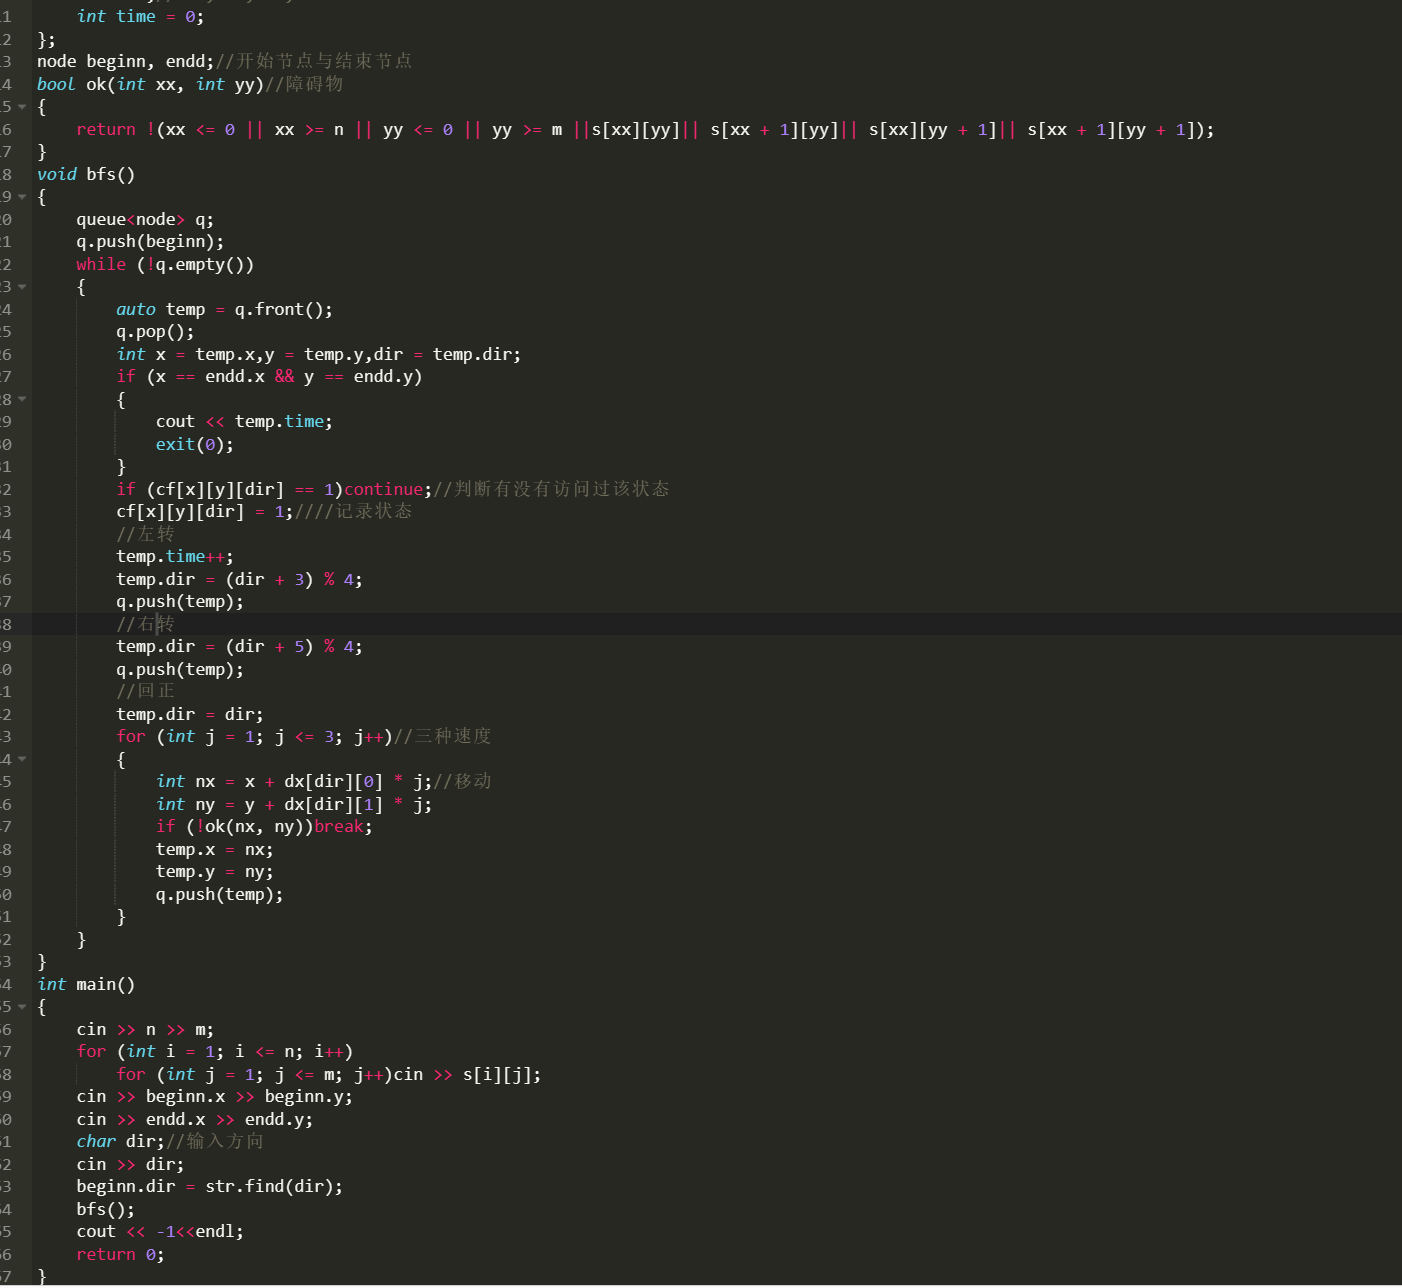 1 int time = 0;
2 };
3 node beginn, endd;//开始节点与结束节点
4 bool ok(int xx, int yy)//障碍物
5 {
6 return !(xx <= 0 || xx >= n || yy <= 0 || yy >= m ||s[xx][yy]|| s[xx + 1][yy]|| s[xx][yy + 1]|| s[xx + 1][yy + 1]);
7 }
8 void bfs()
9 {
0 queue<node> q;
1 q.push(beginn);
2 while (!q.empty())
3 {
4 auto temp = q.front();
5 q.pop();
6 int x = temp.x,y = temp.y,dir = temp.dir;
7 if (x == endd.x && y == endd.y)
8 {
9 cout << temp.time;
0 exit(0);
1 }
2 if (cf[x][y][dir] == 1)continue;//判断有没有访问过该状态
3 cf[x][y][dir] = 1;////记录状态
4 //左转
5 temp.time++;
6 temp.dir = (dir + 3) % 4;
7 q.push(temp);
8 //右转
9 temp.dir = (dir + 5) % 4;
0 q.push(temp);
1 //回正
2 temp.dir = dir;
3 for (int j = 1; j <= 3; j++)//三种速度
4 {
5 int nx = x + dx[dir][0] * j;//移动
6 int ny = y + dx[dir][1] * j;
7 if (!ok(nx, ny))break;
8 temp.x = nx;
9 temp.y = ny;
0 q.push(temp);
1 }
2 }
3 }
4 int main()
5 {
6 cin >> n >> m;
7 for (int i = 1; i <= n; i++)
8 for (int j = 1; j <= m; j++)cin >> s[i][j];
9 cin >> beginn.x >> beginn.y;
0 cin >> endd.x >> endd.y;
1 char dir;//输入方向
2 cin >> dir;
3 beginn.dir = str.find(dir);
4 bfs();
5 cout << -1<<endl;
6 return 0;
7 }